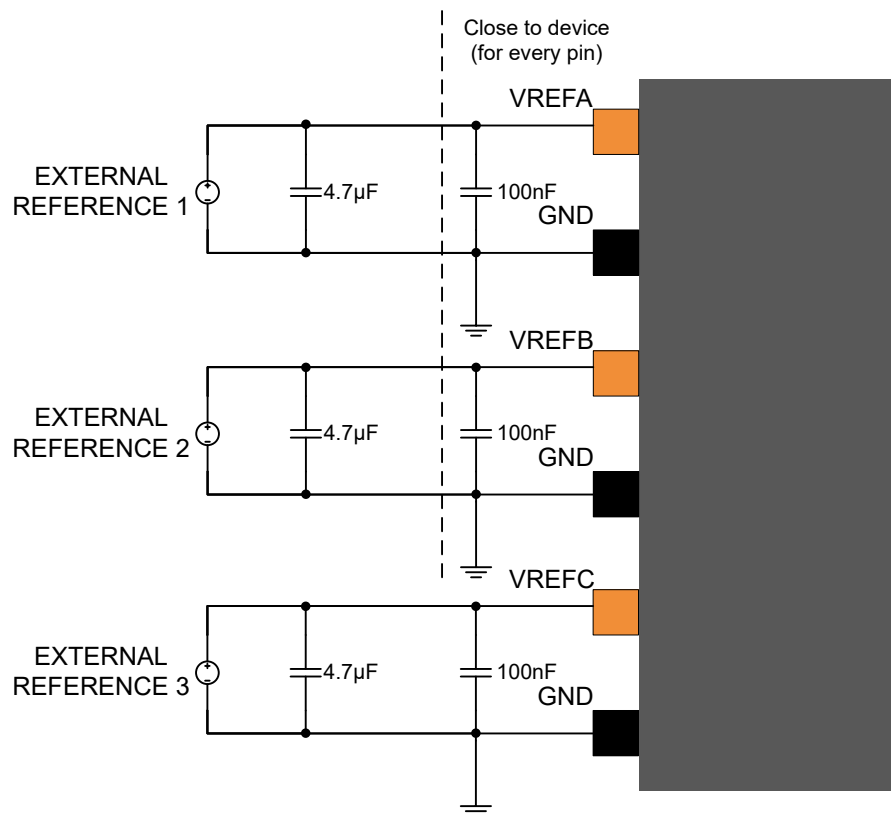 Close to device
(for every pin)
VREFA
EXTERNAL
REFERENCE 1
4.7µF
100nF
GND
VREFB
EXTERNAL
REFERENCE 2
4.7µF
100nF
GND
VREFC
EXTERNAL
REFERENCE 3
4.7µF
100nF
GND